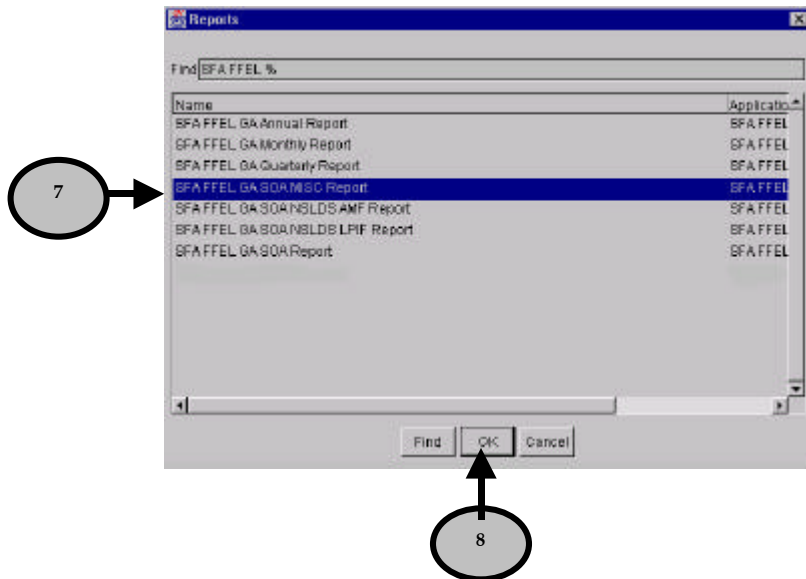 Reports
Find SFA FFEL %
Name Applicatio
SFA FFEL GA Annual Report SFA FFEL
SFA FFEL GA Monthly Report SFA FFEL
SFA FFEL GA Quarterly Report SFA FFEL
7
SFA FFEL GA SOA MISC Report SFA FFEL
SFA FFEL GA SOA NSLDS AMF Report SFA FFEL
SFA FFEL GA SOA NSLDS LPIF Report SFA FFEL
SFA FFEL GA SOA Report SFA FFEL
Find OK Cancel
8